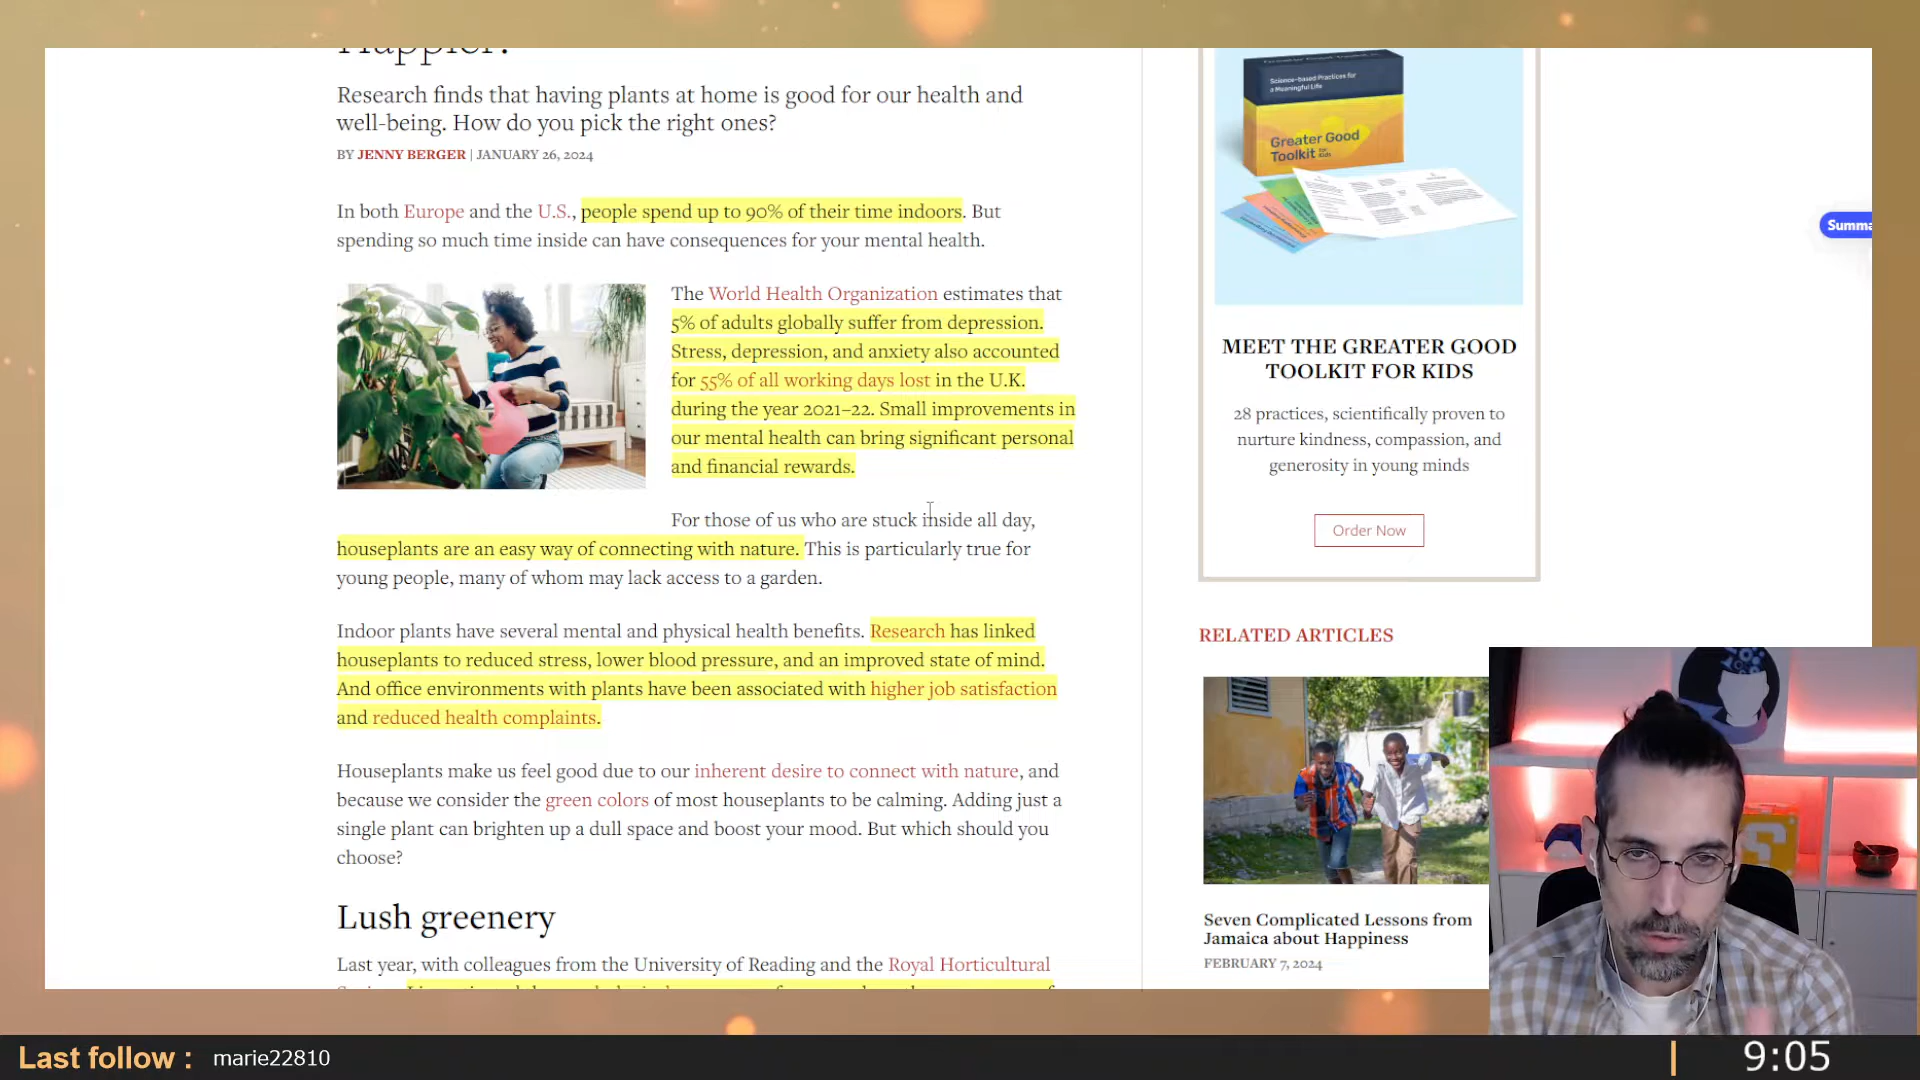 Happier?
Research finds that having plants at home is good for our health and
well-being. How do you pick the right ones?
BY JENNY BERGER | JANUARY 26, 2024
In both Europe and the U.S., people spend up to 90% of their time indoors. But
spending so much time inside can have consequences for your mental health.
The World Health Organization estimates that
5% of adults globally suffer from depression.
Stress, depression, and anxiety also accounted
for 55% of all working days lost in the U.K.
during the year 2021–22. Small improvements in
our mental health can bring significant personal
and financial rewards.
For those of us who are stuck inside all day,
houseplants are an easy way of connecting with nature. This is particularly true for
young people, many of whom may lack access to a garden.
Indoor plants have several mental and physical health benefits. Research has linked
houseplants to reduced stress, lower blood pressure, and an improved state of mind.
And office environments with plants have been associated with higher job satisfaction
and reduced health complaints.
Houseplants make us feel good due to our inherent desire to connect with nature, and
because we consider the green colors of most houseplants to be calming. Adding just a
single plant can brighten up a dull space and boost your mood. But which should you
choose?
Lush greenery
Last year, with colleagues from the University of Reading and the Royal Horticultural
Science-based Practices for
a Meaningful Life
Greater Good
Toolkit for Kids
MEET THE GREATER GOOD
TOOLKIT FOR KIDS
28 practices, scientifically proven to
nurture kindness, compassion, and
generosity in young minds
Order Now
Summa
RELATED ARTICLES
Seven Complicated Lessons from
Jamaica about Happiness
FEBRUARY 7, 2024
S
Last follow : marie22810
9:05